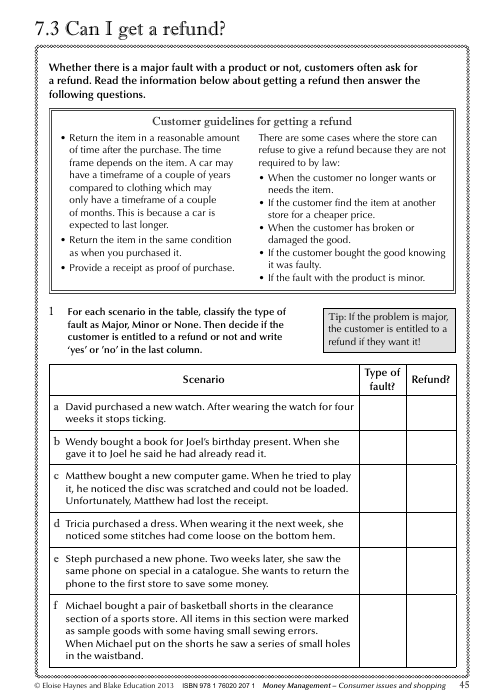 7.3 Can I get a refund?
Whether there is a major fault with a product or not, customers often ask for
a refund. Read the information below about getting a refund then answer the
following questions.
Customer guidelines for getting a refund
• Return the item in a reasonable amount
of time after the purchase. The time
frame depends on the item. A car may
have a timeframe of a couple of years
compared to clothing which may
only have a timeframe of a couple
of months. This is because a car is
expected to last longer.
• Return the item in the same condition
as when you purchased it.
• Provide a receipt as proof of purchase.
There are some cases where the store can
refuse to give a refund because they are not
required to by law:
• When the customer no longer wants or
needs the item.
• If the customer find the item at another
store for a cheaper price.
• When the customer has broken or
damaged the good.
• If the customer bought the good knowing
it was faulty.
• If the fault with the product is minor.
1 For each scenario in the table, classify the type of
fault as Major, Minor or None. Then decide if the
customer is entitled to a refund or not and write
'yes' or 'no' in the last column.
Tip: If the problem is major,
the customer is entitled to a
refund if they want it!
Scenario
Type of
fault?
Refund?
a David purchased a new watch. After wearing the watch for four
weeks it stops ticking.
b Wendy bought a book for Joel's birthday present. When she
gave it to Joel he said he had already read it.
c Matthew bought a new computer game. When he tried to play
it, he noticed the disc was scratched and could not be loaded.
Unfortunately, Matthew had lost the receipt.
d Tricia purchased a dress. When wearing it the next week, she
noticed some stitches had come loose on the bottom hem.
e Steph purchased a new phone. Two weeks later, she saw the
same phone on special in a catalogue. She wants to return the
phone to the first store to save some money.
f Michael bought a pair of basketball shorts in the clearance
section of a sports store. All items in this section were marked
as sample goods with some having small sewing errors.
When Michael put on the shorts he saw a series of small holes
in the waistband.
© Eloise Haynes and Blake Education 2013 ISBN 978 1 76020 207 1 Money Management – Consumer issues and shopping 45